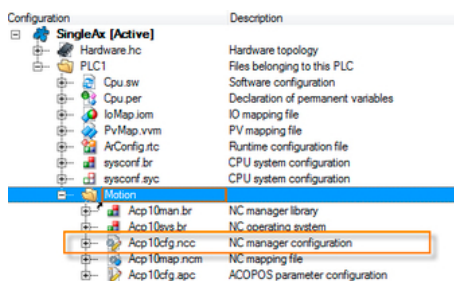 Configuration Description
SingleAx [Active]
Hardware.hc Hardware topology
PLC1 Files belonging to this PLC
Cpu.sw Software configuration
Cpu.per Declaration of permanent variables
IoMap.iom IO mapping file
PvMap.vvm PV mapping file
ArConfig.rtc Runtime configuration file
sysconf.br CPU system configuration
sysconf.syc CPU system configuration
Motion
Acp10man.br NC manager library
Acp10sys.br NC operating system
Acp10cfg.ncc NC manager configuration
Acp10map.ncm NC mapping file
Acp10cfg.apc ACOPOS parameter configuration